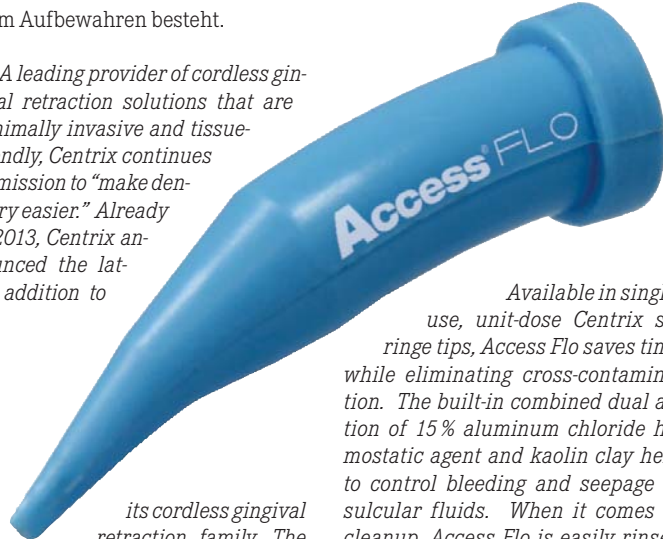 m Aufbewahren besteht.
A leading provider of cordless gin-
al retraction solutions that are
nimally invasive and tissue-
ndly, Centrix continues
mission to “make den-
ry easier.” Already
2013, Centrix an-
unced the lat-
addition to
its cordless gingival
retraction family. The
Access® FLO
Available in singl
use, unit-dose Centrix s
ringe tips, Access Flo saves tim
while eliminating cross-contamin
tion. The built-in combined dual a
tion of 15 % aluminum chloride h
mostatic agent and kaolin clay he
to control bleeding and seepage
sulcular fluids. When it comes
cleanup, Access Flo is easily rinse